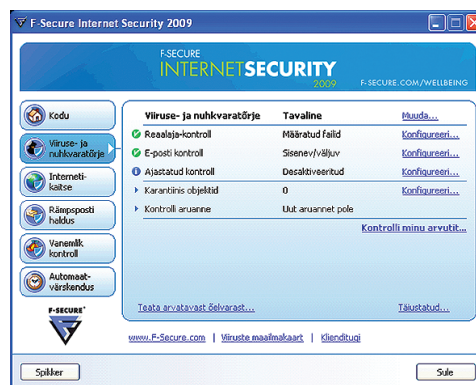 F-Secure Internet Security 2009
F-SECURE
INTERNETSECURITY
2009
F-SECURE.COM/WELLBEING
Kodu
Viiruse- ja
nuhkvaratõrje
Interneti-
kaitse
Rämpsposti
haldus
Vanemlik
kontroll
Automaat-
värskendus
F-SECURE
Viiruse- ja nuhkvaratõrje Tavaline Muuda...
Reaalaja-kontroll Määratud failid Konfigureeri...
E-posti kontroll Sisenev/väljuv Konfigureeri...
Ajastatud kontroll Desaktiveeritud Konfigureeri...
Karantiinis objektid 0 Konfigureeri...
Kontrolli aruanne Uut aruannet pole
Kontrolli minu arvutit...
Teata arvatavast õelvarast... Täiustatud...
www.F-Secure.com | Viiruste maailmakaart | Klienditugi
Spikker Sule